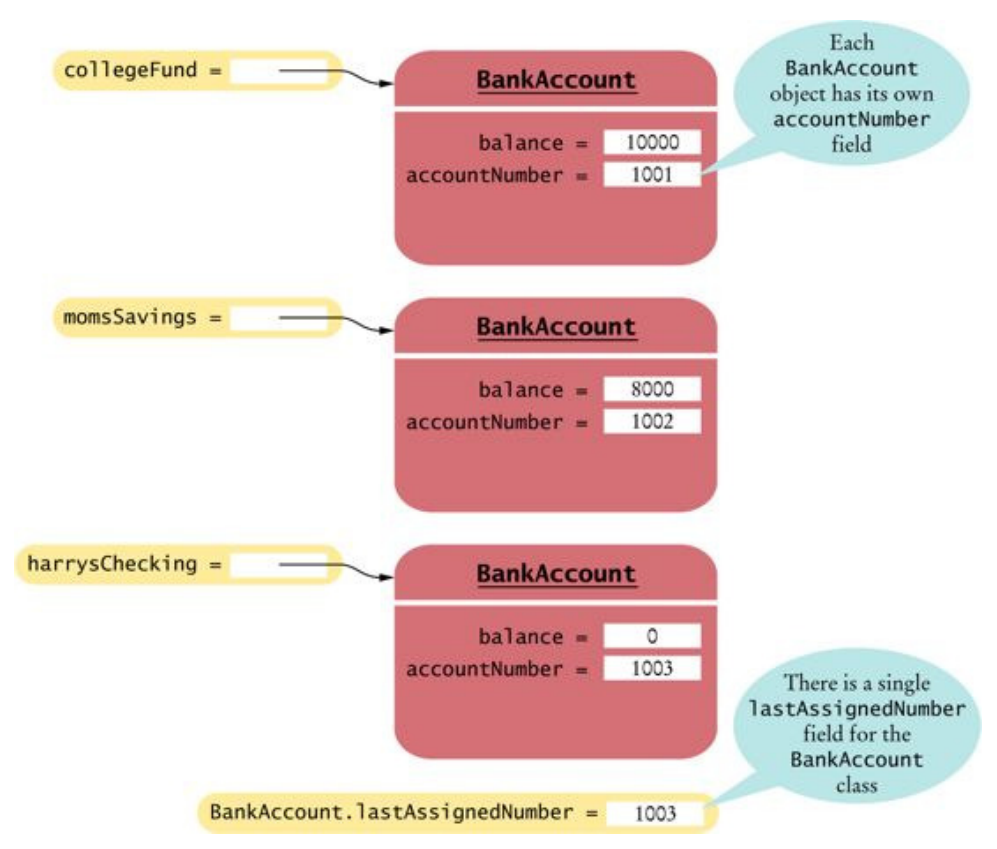 collegeFund =
BankAccount
balance = 10000
accountNumber = 1001
Each
BankAccount
object has its own
accountNumber
field
momsSavings =
BankAccount
balance = 8000
accountNumber = 1002
harrysChecking =
BankAccount
balance = 0
accountNumber = 1003
There is a single
lastAssignedNumber
field for the
BankAccount
class
BankAccount.lastAssignedNumber = 1003